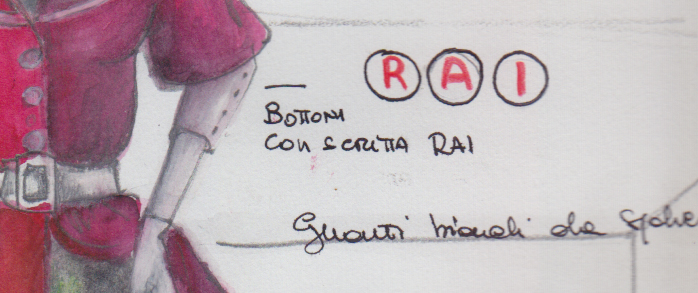 R A I
BOTTONI
CON SCRITTA RAI
Guanti bianchi da